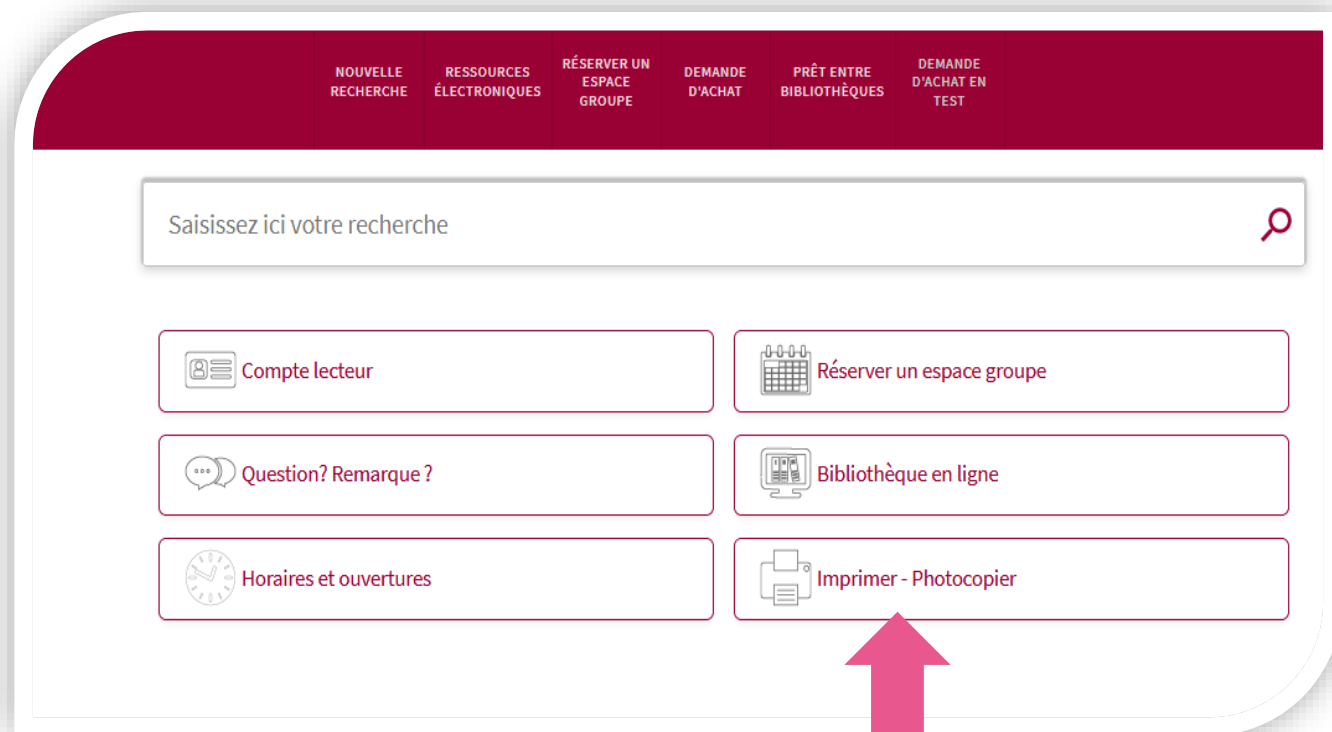 NOUVELLE
RECHERCHE
RESSOURCES
ÉLECTRONIQUES
RÉSERVER UN
ESPACE
GROUPE
DEMANDE
D'ACHAT
PRÊT ENTRE
BIBLIOTHÈQUES
DEMANDE
D'ACHAT EN
TEST
Saisissez ici votre recherche
Compte lecteur
Réserver un espace groupe
Question? Remarque ?
Bibliothèque en ligne
Horaires et ouvertures
Imprimer - Photocopier